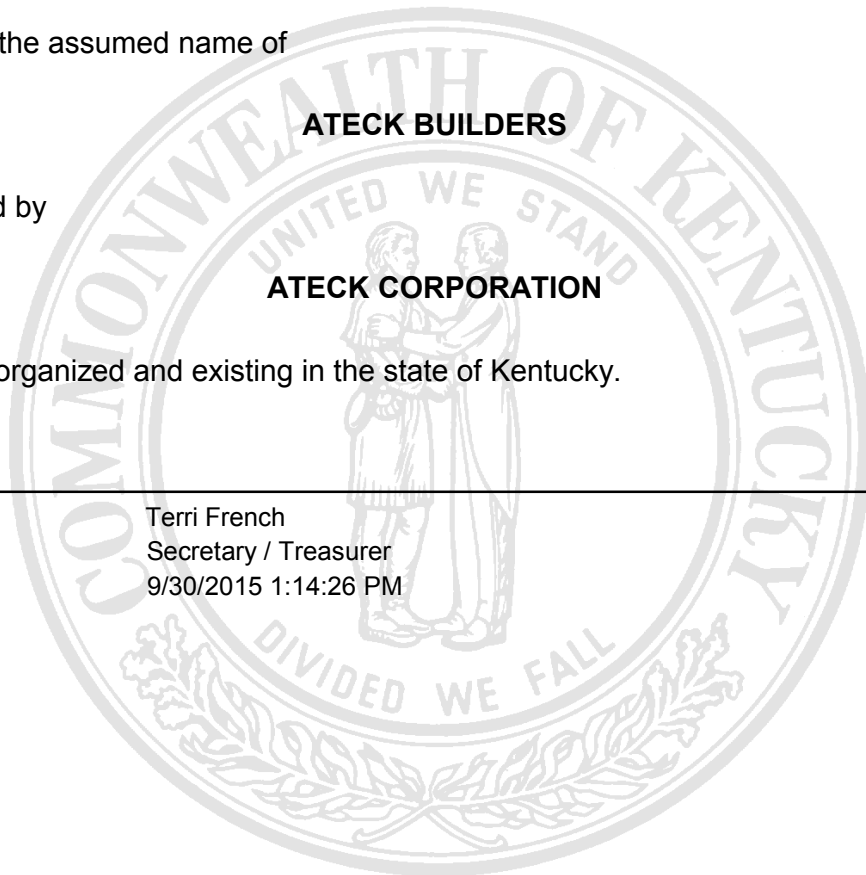 the assumed name of
ATECK BUILDERS
d by
ATECK CORPORATION
organized and existing in the state of Kentucky.
Terri French
Secretary / Treasurer
9/30/2015 1:14:26 PM
COMMONWEALTH OF KENTUCKY
UNITED WE STAND
DIVIDED WE FALL